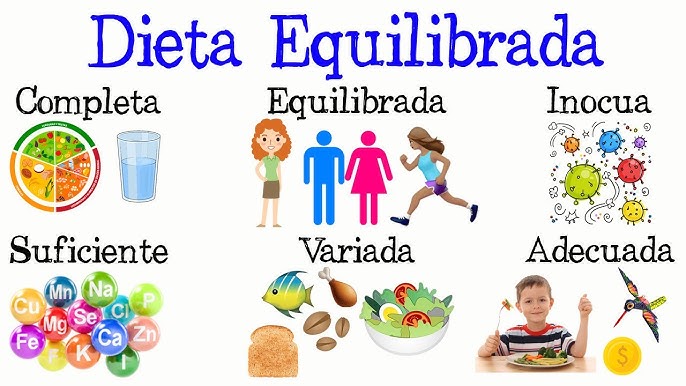 Dieta Equilibrada
Completa
Equilibrada
Inocua
Suficiente
Variada
Adecuada
Cu
Mn
Na
Mg
Se
Cl
P
Fe
Ca
Zn
F
K
I
$